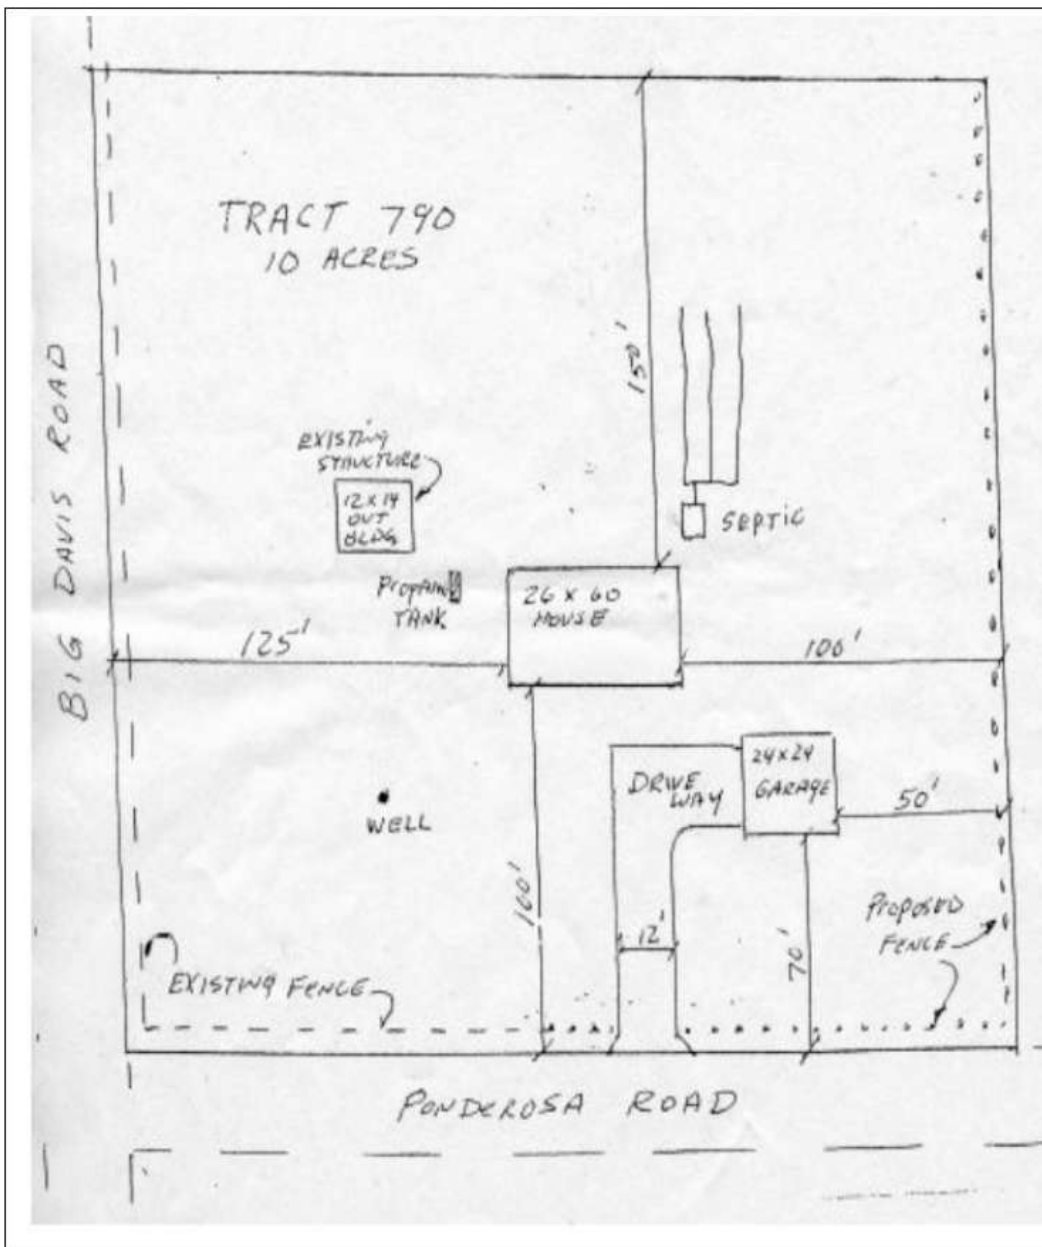 TRACT 790
10 ACRES
BIG DAVIS ROAD
150'
EXISTING
STRUCTURE
12 x 14
OUT
BLDG
SEPTIC
PROPANE
TANK
26 x 60
HOUSE
125'
100'
24x24
GARAGE
DRIVE
WAY
50'
WELL
100'
12'
70'
PROPOSED
FENCE
EXISTING FENCE
PONDEROSA ROAD